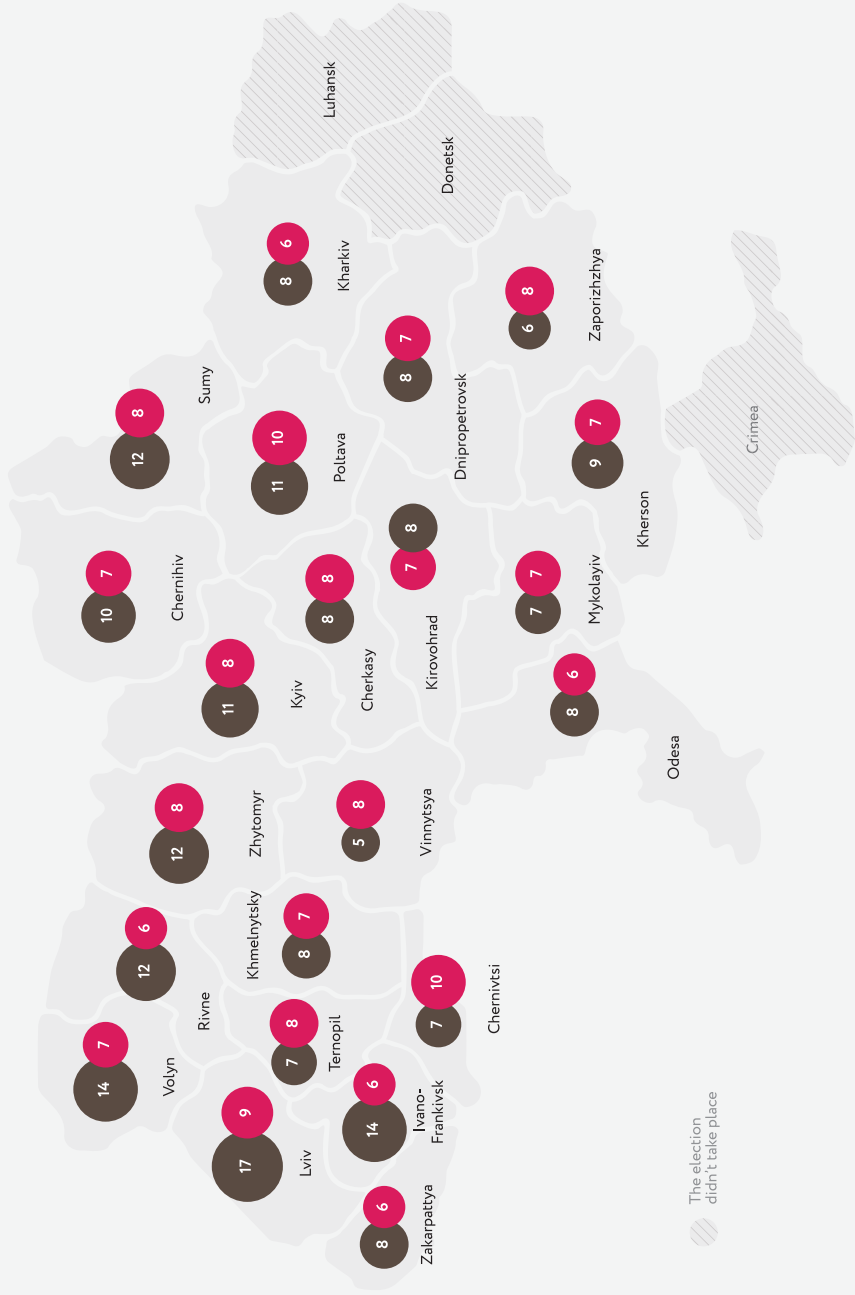 14
7
Volyn
12
6
Rivne
12
8
Zhytomyr
10
7
Chernihiv
12
8
Sumy
17
9
Lviv
7
8
Ternopil
Khmelnytsky
8
7
11
8
Kyiv
11
10
Poltava
8
6
Kharkiv
Luhansk
8
6
Zakarpattya
14
6
Ivano-
Frankivsk
7
10
Chernivtsi
5
8
Vinnytsya
8
8
Cherkasy
7
8
Kirovohrad
8
7
Dnipropetrovsk
Donetsk
8
6
Odesa
7
7
Mykolayiv
9
7
Kherson
6
8
Zaporizhzhya
Crimea
The election
didn't take place